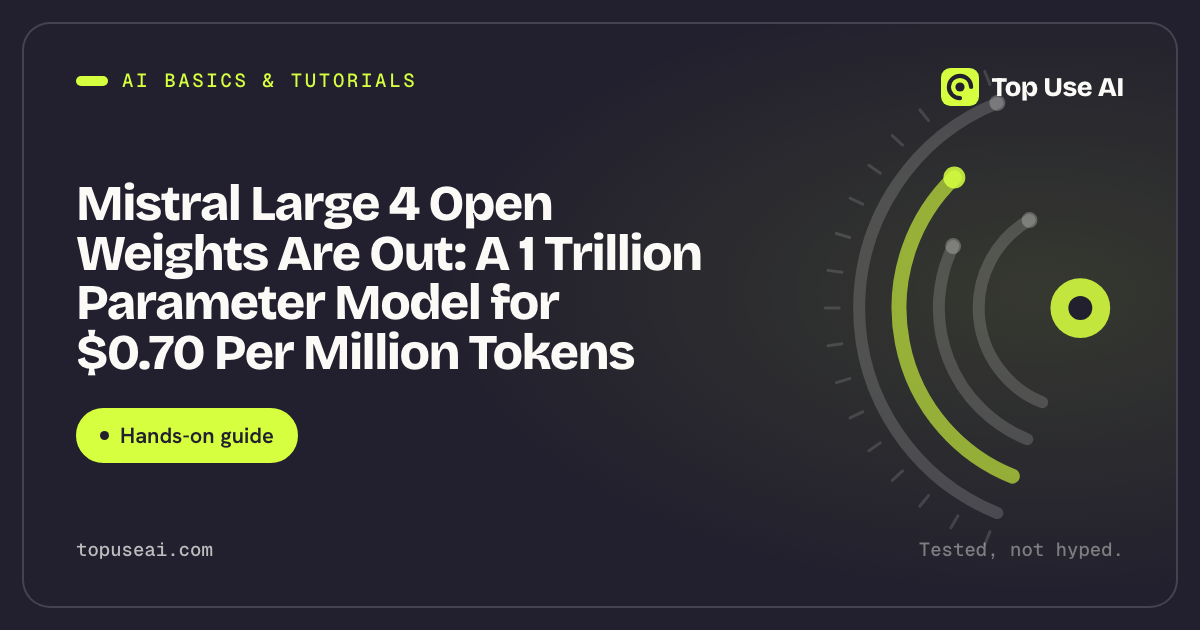 AI BASICS & TUTORIALS
Top Use AI
Mistral Large 4 Open
Weights Are Out: A 1 Trillion
Parameter Model for
$0.70 Per Million Tokens
Hands-on guide
topuseai.com
Tested, not hyped.